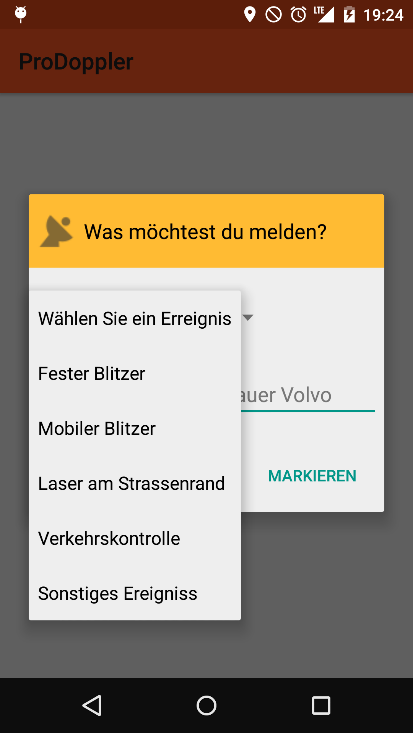 LTE 19:24
ProDoppler
Was möchtest du melden?
Wählen Sie ein Erreignis
Fester Blitzer
auer Volvo
Mobiler Blitzer
MARKIEREN
Laser am Strassenrand
Verkehrskontrolle
Sonstiges Ereigniss